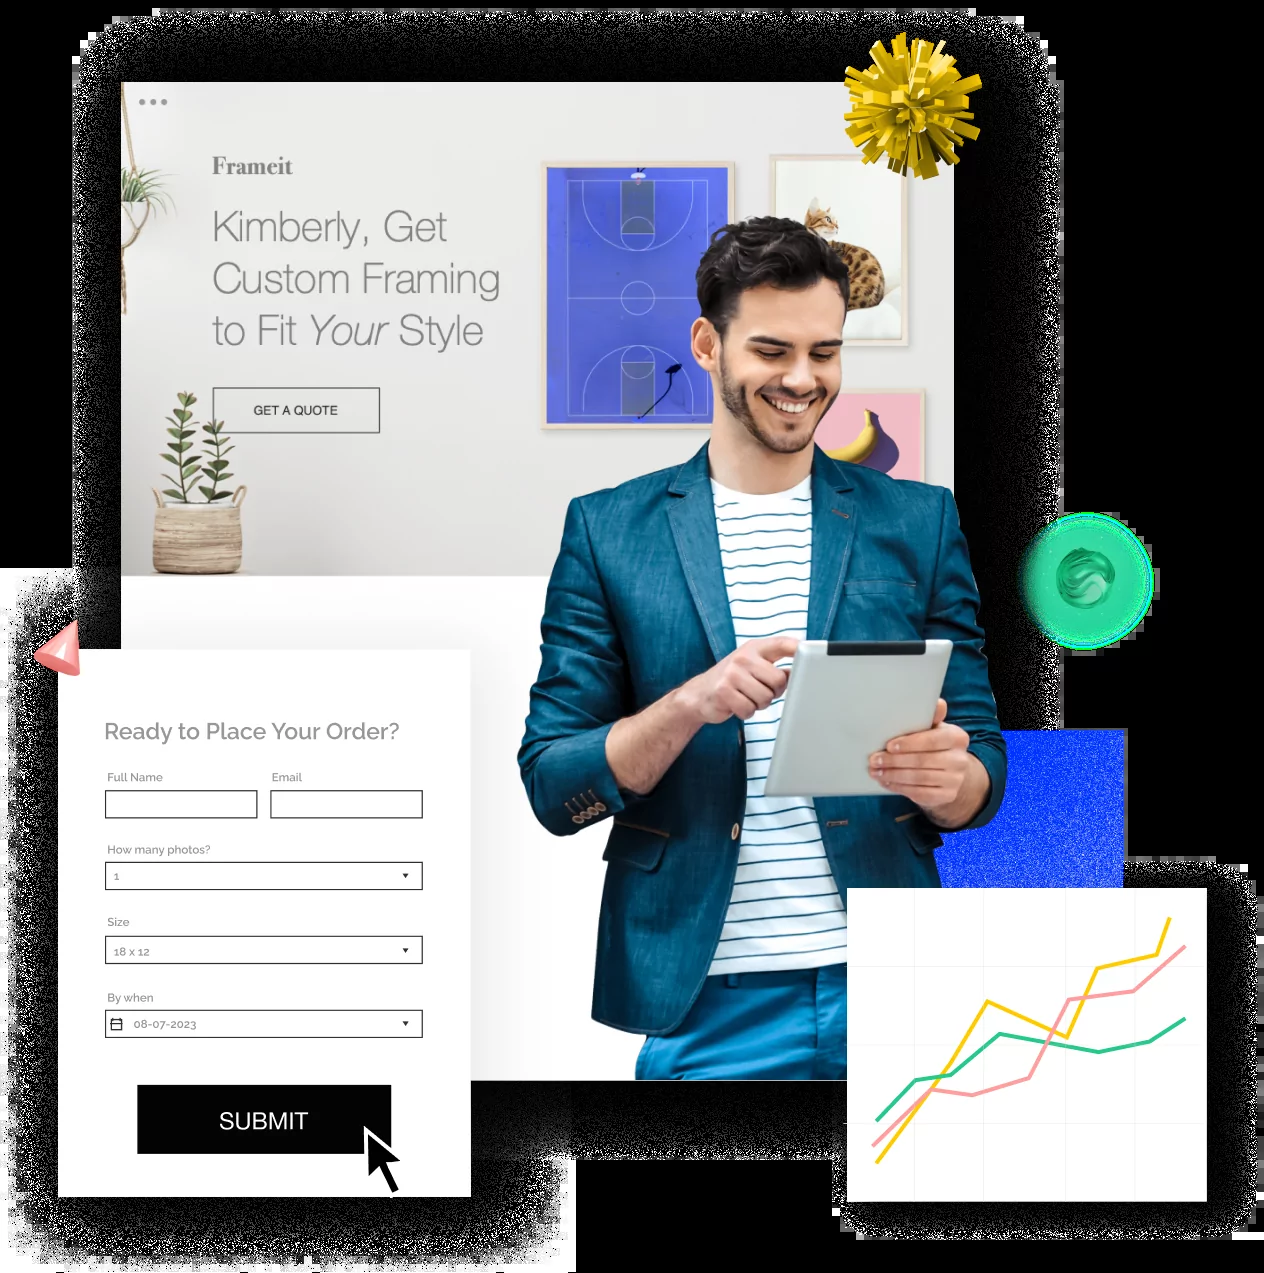 Frameit
Kimberly, Get
Custom Framing
to Fit Your Style
GET A QUOTE
Ready to Place Your Order?
Full Name Email
How many photos?
1
Size
18 x 12
By when
08-07-2023
SUBMIT